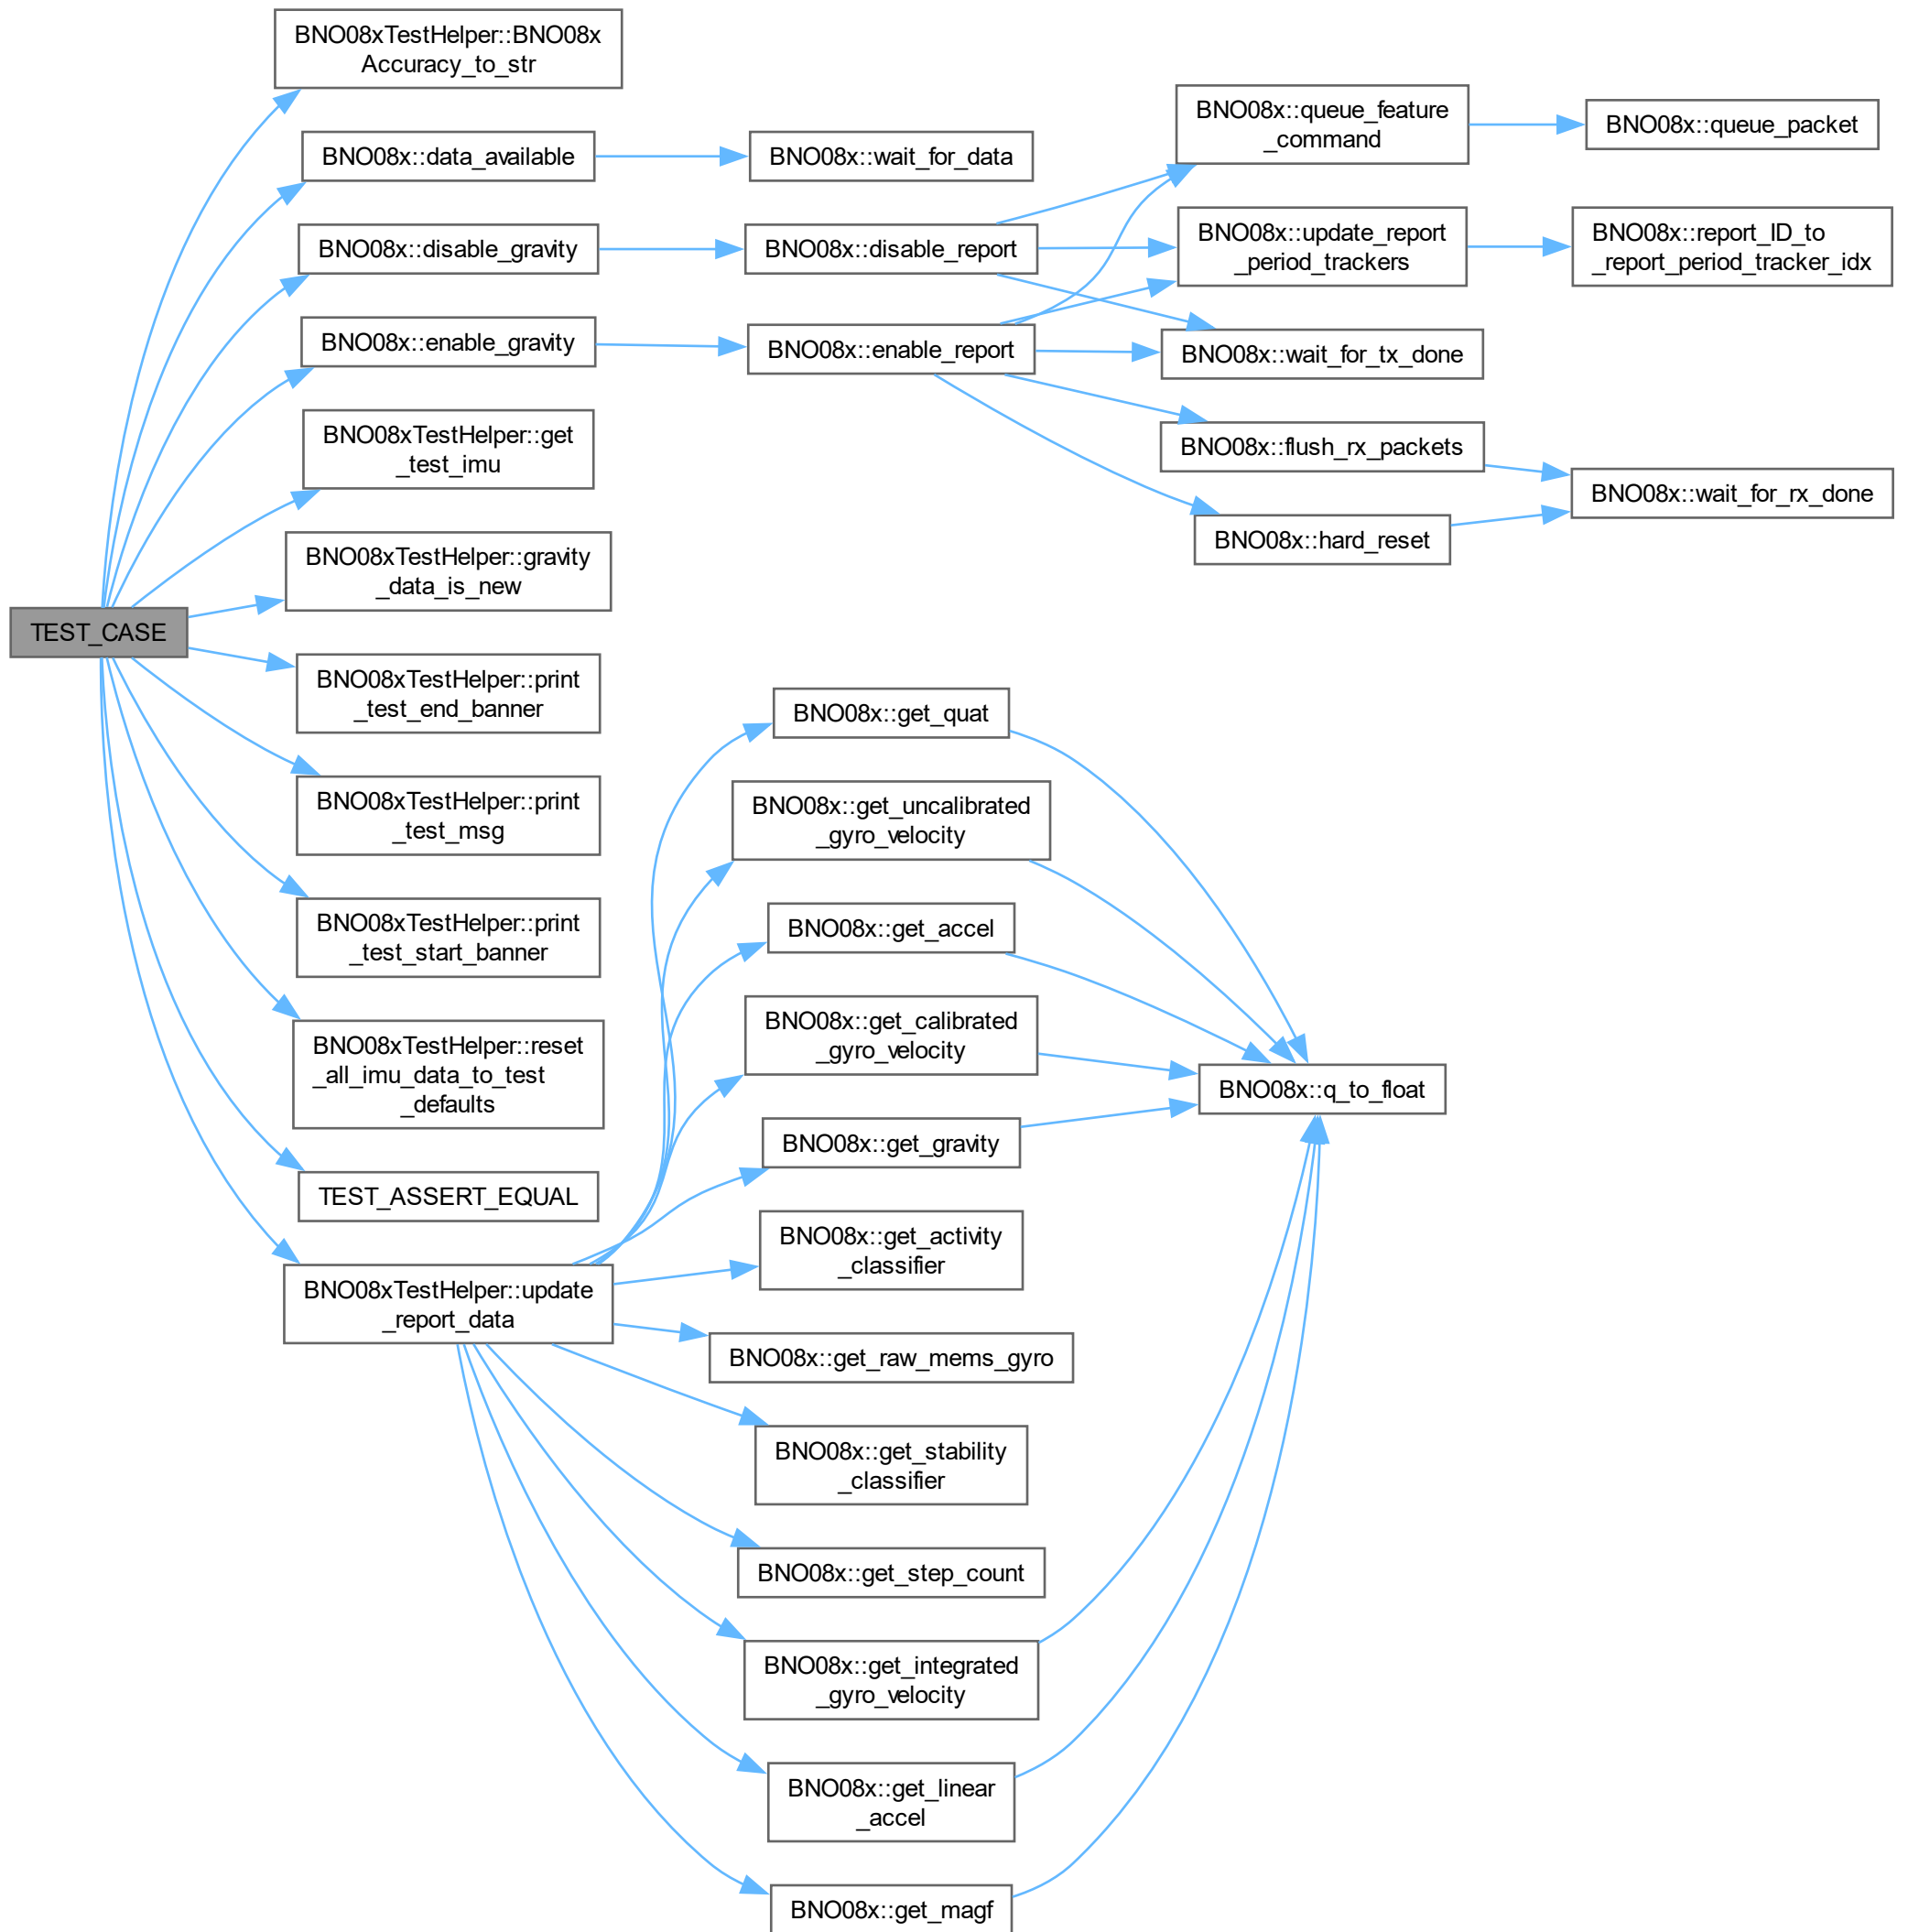 TEST_CASE
BNO08xTestHelper::BNO08x
Accuracy_to_str
BNO08x::data_available
BNO08x::disable_gravity
BNO08x::enable_gravity
BNO08xTestHelper::get
_test_imu
BNO08xTestHelper::gravity
_data_is_new
BNO08xTestHelper::print
_test_end_banner
BNO08xTestHelper::print
_test_msg
BNO08xTestHelper::print
_test_start_banner
BNO08xTestHelper::reset
_all_imu_data_to_test
_defaults
TEST_ASSERT_EQUAL
BNO08xTestHelper::update
_report_data
BNO08x::wait_for_data
BNO08x::disable_report
BNO08x::enable_report
BNO08x::queue_feature
_command
BNO08x::queue_packet
BNO08x::update_report
_period_trackers
BNO08x::report_ID_to
_report_period_tracker_idx
BNO08x::wait_for_tx_done
BNO08x::flush_rx_packets
BNO08x::hard_reset
BNO08x::wait_for_rx_done
BNO08x::get_quat
BNO08x::get_uncalibrated
_gyro_velocity
BNO08x::get_accel
BNO08x::get_calibrated
_gyro_velocity
BNO08x::get_gravity
BNO08x::get_activity
_classifier
BNO08x::get_raw_mems_gyro
BNO08x::get_stability
_classifier
BNO08x::get_step_count
BNO08x::get_integrated
_gyro_velocity
BNO08x::get_linear
_accel
BNO08x::get_magf
BNO08x::q_to_float